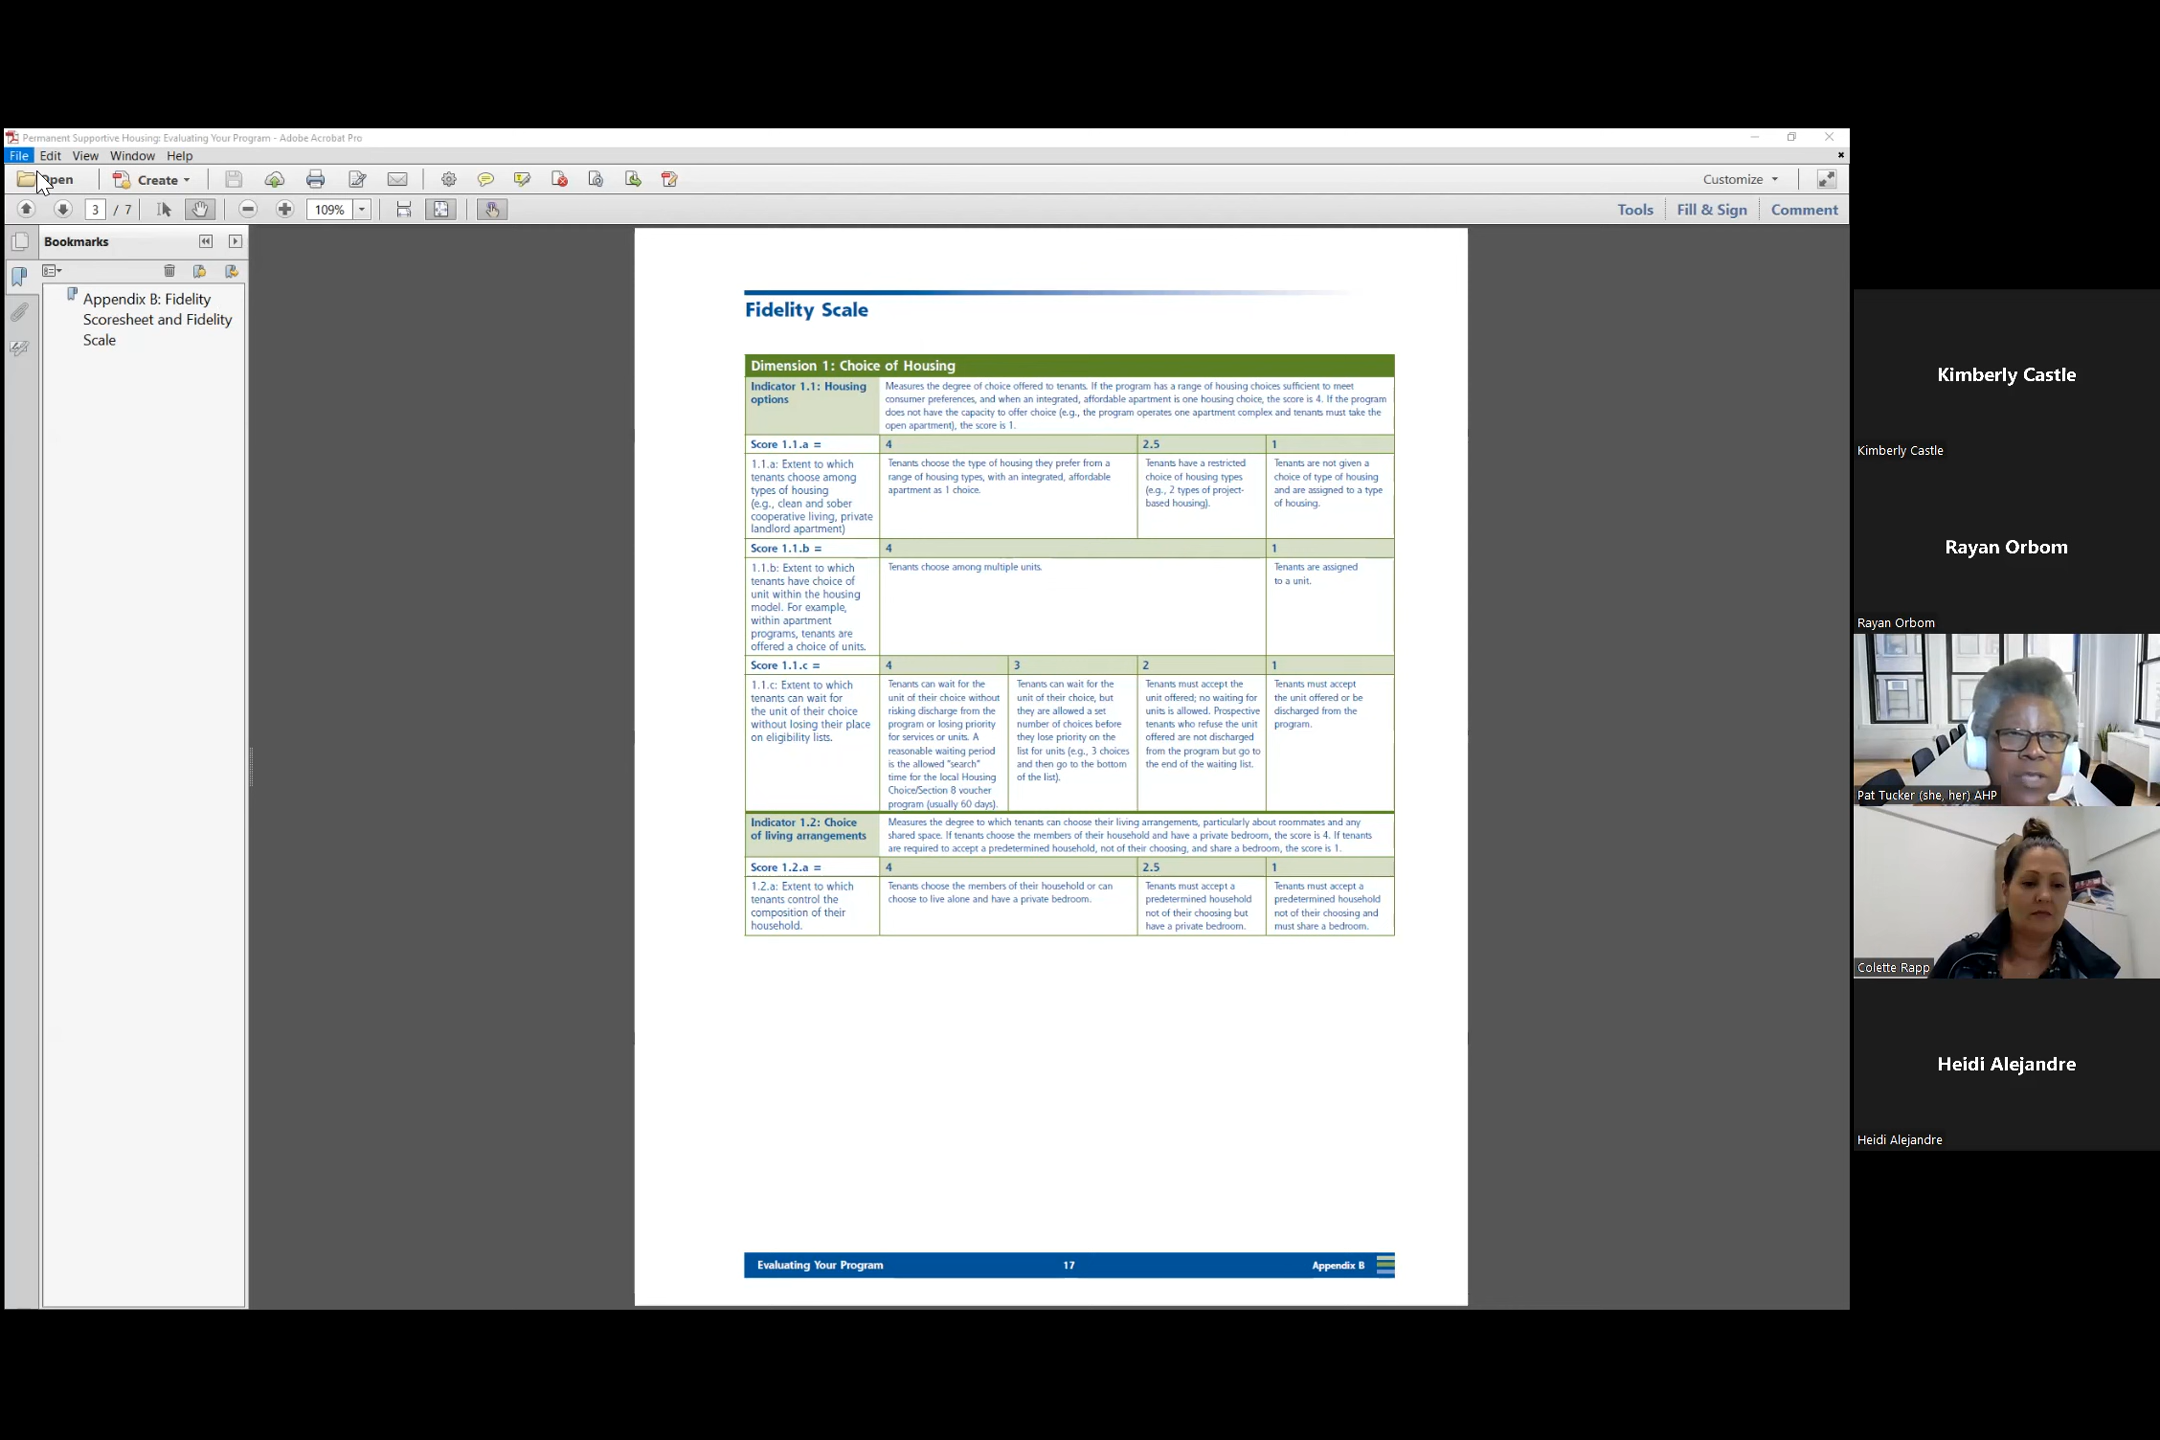 Permanent Supportive Housing: Evaluating Your Program - Adobe Acrobat Pro
File Edit View Window Help
Open Create Customize
3 / 7 109% Tools Fill & Sign Comment
Bookmarks
Appendix B: Fidelity
Scoresheet and Fidelity
Scale
Fidelity Scale
Dimension 1: Choice of Housing
Indicator 1.1: Housing
options
Measures the degree of choice offered to tenants. If the program has a range of housing choices sufficient to meet
consumer preferences, and when an integrated, affordable apartment is one housing choice, the score is 4. If the program
does not have the capacity to offer choice (e.g., the program operates one apartment complex and tenants must take the
open apartment), the score is 1.
Score 1.1.a = 4 2.5 1
1.1.a: Extent to which
tenants choose among
types of housing
(e.g., clean and sober
cooperative living, private
landlord apartment)
Tenants choose the type of housing they prefer from a
range of housing types, with an integrated, affordable
apartment as 1 choice.
Tenants have a restricted
choice of housing types
(e.g., 2 types of project-
based housing).
Tenants are not given a
choice of type of housing
and are assigned to a type
of housing.
Score 1.1.b = 4 1
1.1.b: Extent to which
tenants have choice of
unit within the housing
model. For example,
within apartment
programs, tenants are
offered a choice of units.
Tenants choose among multiple units.
Tenants are assigned
to a unit.
Score 1.1.c = 4 3 2 1
1.1.c: Extent to which
tenants can wait for
the unit of their choice
without losing their place
on eligibility lists.
Tenants can wait for the
unit of their choice without
risking discharge from the
program or losing priority
for services or units. A
reasonable waiting period
is the allowed "search"
time for the local Housing
Choice/Section 8 voucher
program (usually 60 days).
Tenants can wait for the
unit of their choice, but
they are allowed a set
number of choices before
they lose priority on the
list for units (e.g., 3 choices
and then go to the bottom
of the list).
Tenants must accept the
unit offered; no waiting for
units is allowed. Prospective
tenants who refuse the unit
offered are not discharged
from the program but go to
the end of the waiting list.
Tenants must accept
the unit offered or be
discharged from the
program.
Indicator 1.2: Choice
of living arrangements
Measures the degree to which tenants can choose their living arrangements, particularly about roommates and any
shared space. If tenants choose the members of their household and have a private bedroom, the score is 4. If tenants
are required to accept a predetermined household, not of their choosing, and share a bedroom, the score is 1.
Score 1.2.a = 4 2.5 1
1.2.a: Extent to which
tenants control the
composition of their
household.
Tenants choose the members of their household or can
choose to live alone and have a private bedroom.
Tenants must accept a
predetermined household
not of their choosing but
have a private bedroom.
Tenants must accept a
predetermined household
not of their choosing and
must share a bedroom.
Evaluating Your Program 17 Appendix B
Kimberly Castle
Kimberly Castle
Rayan Orbom
Rayan Orbom
Pat Tucker (she, her) AHP
Colette Rapp
Heidi Alejandre
Heidi Alejandre